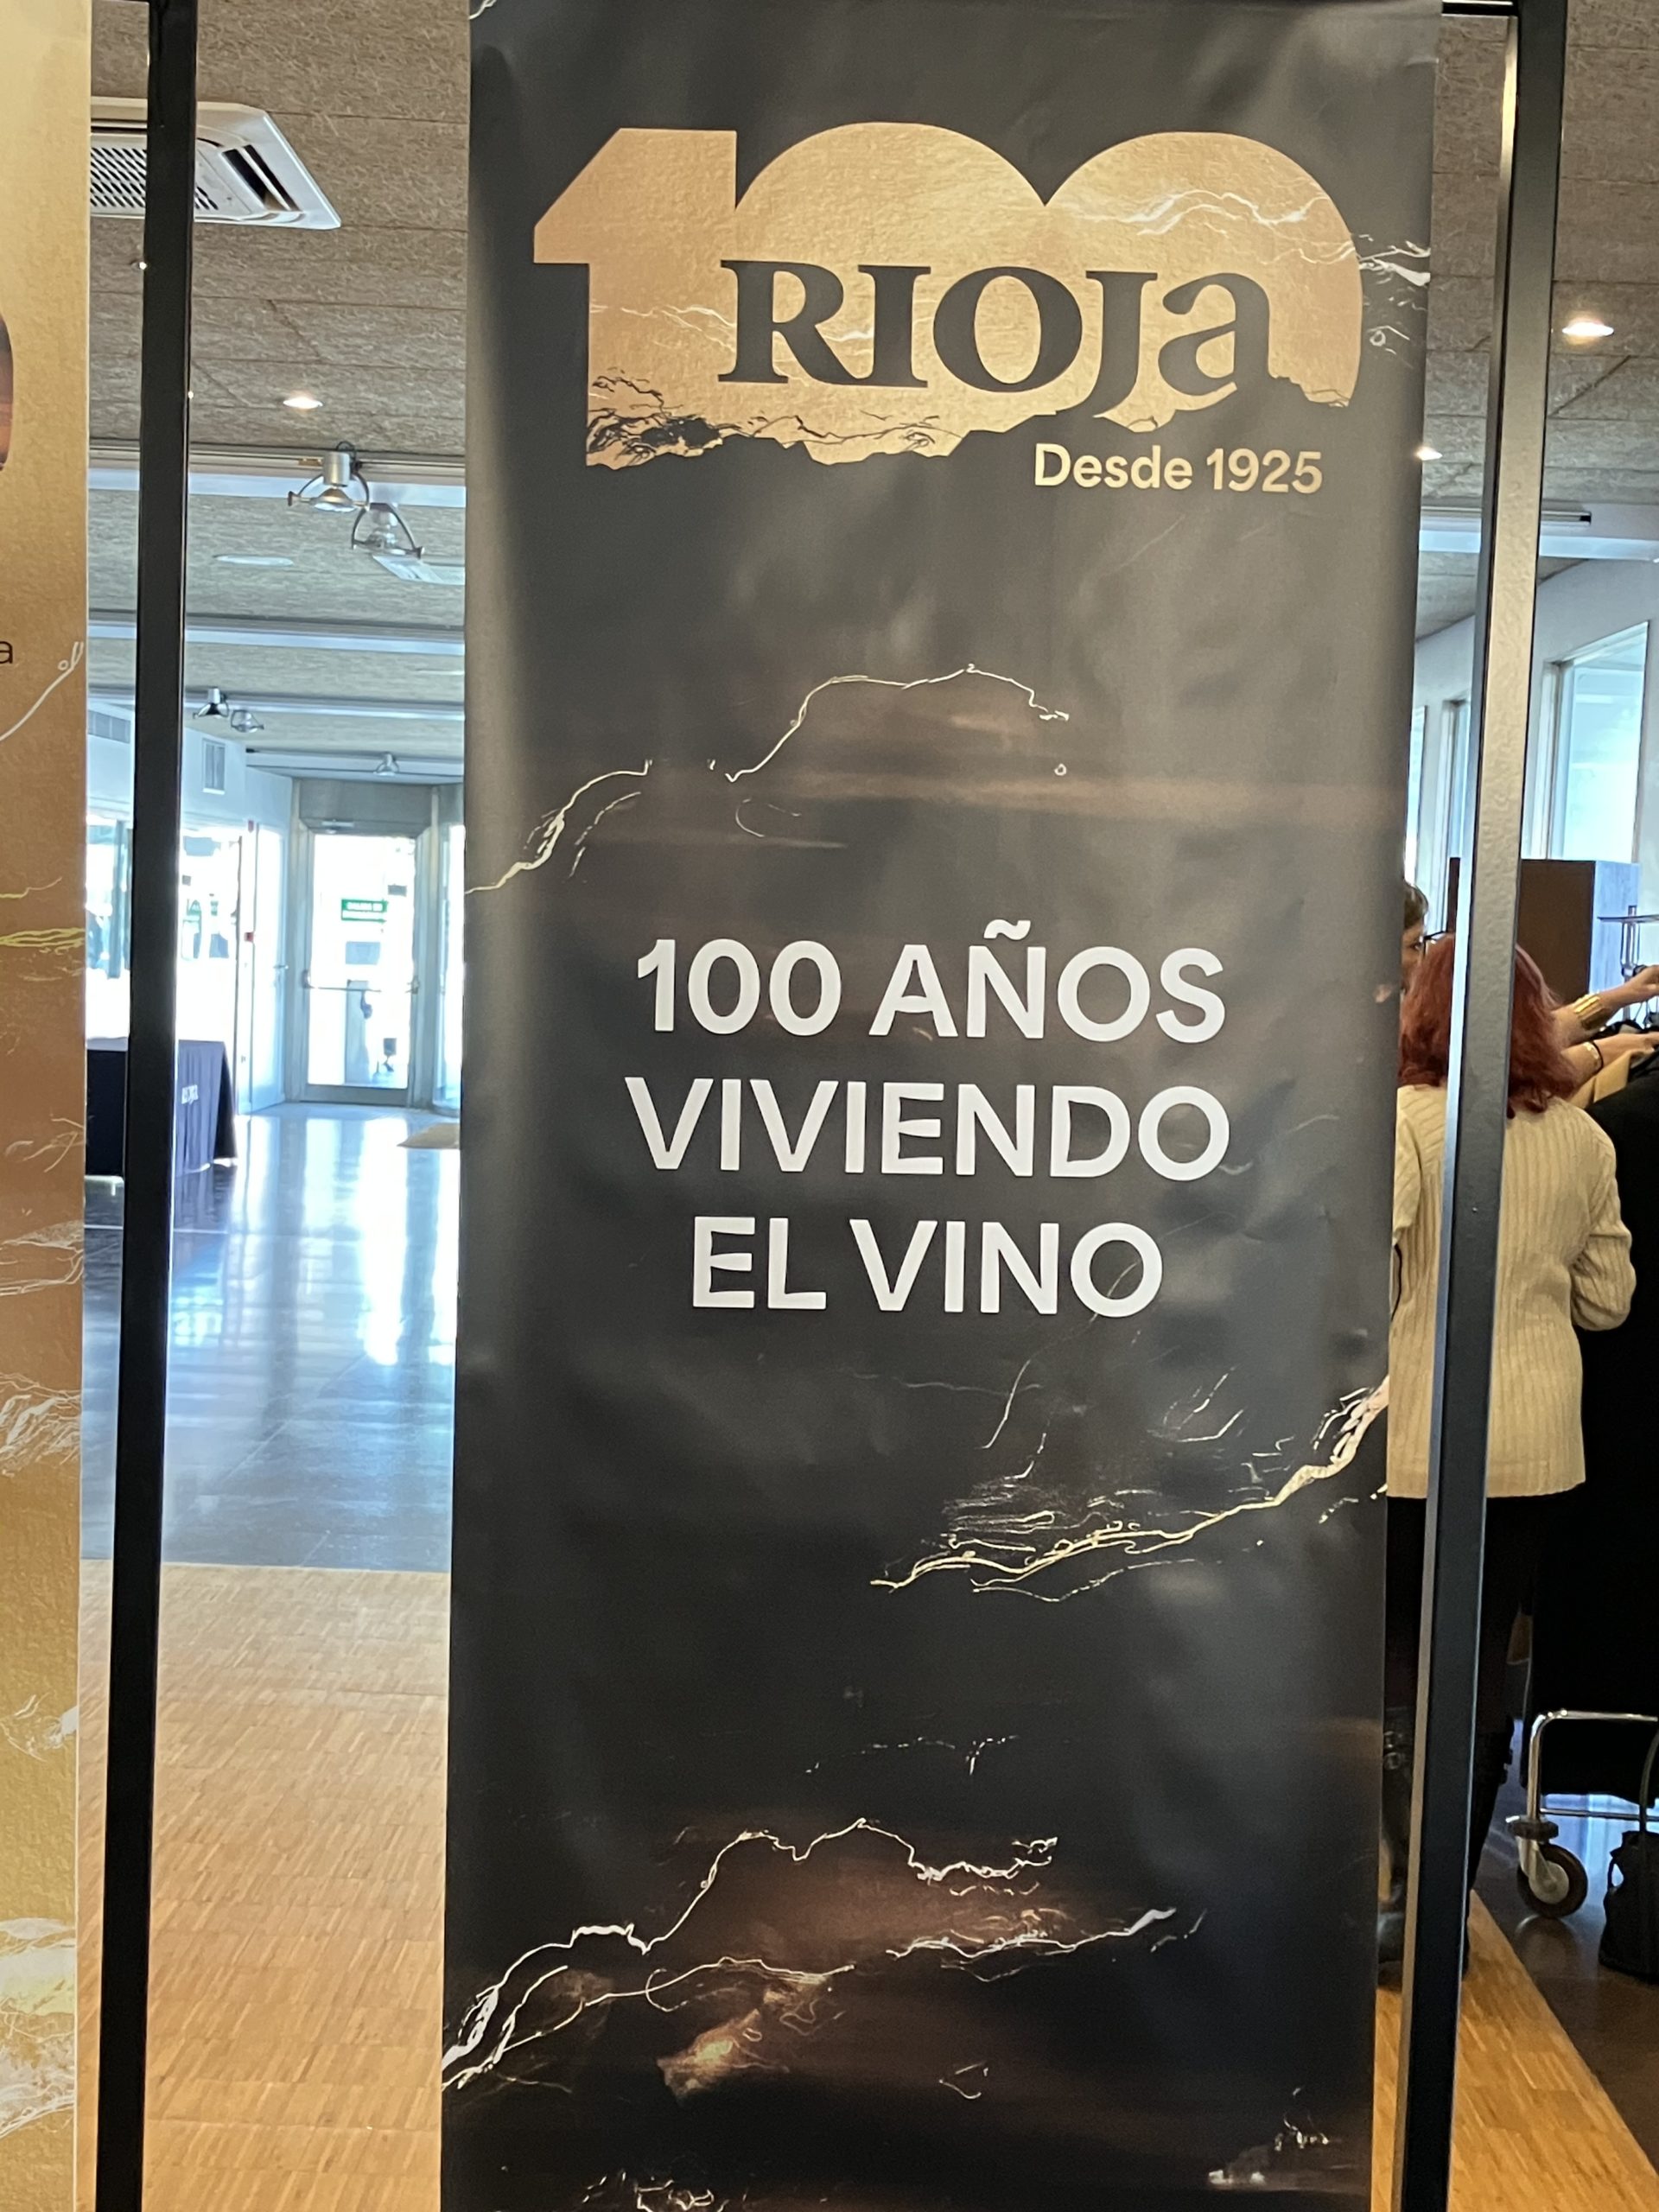 100
RIOJa
Desde 1925
100 AÑOS
VIVIENDO
EL VINO
a